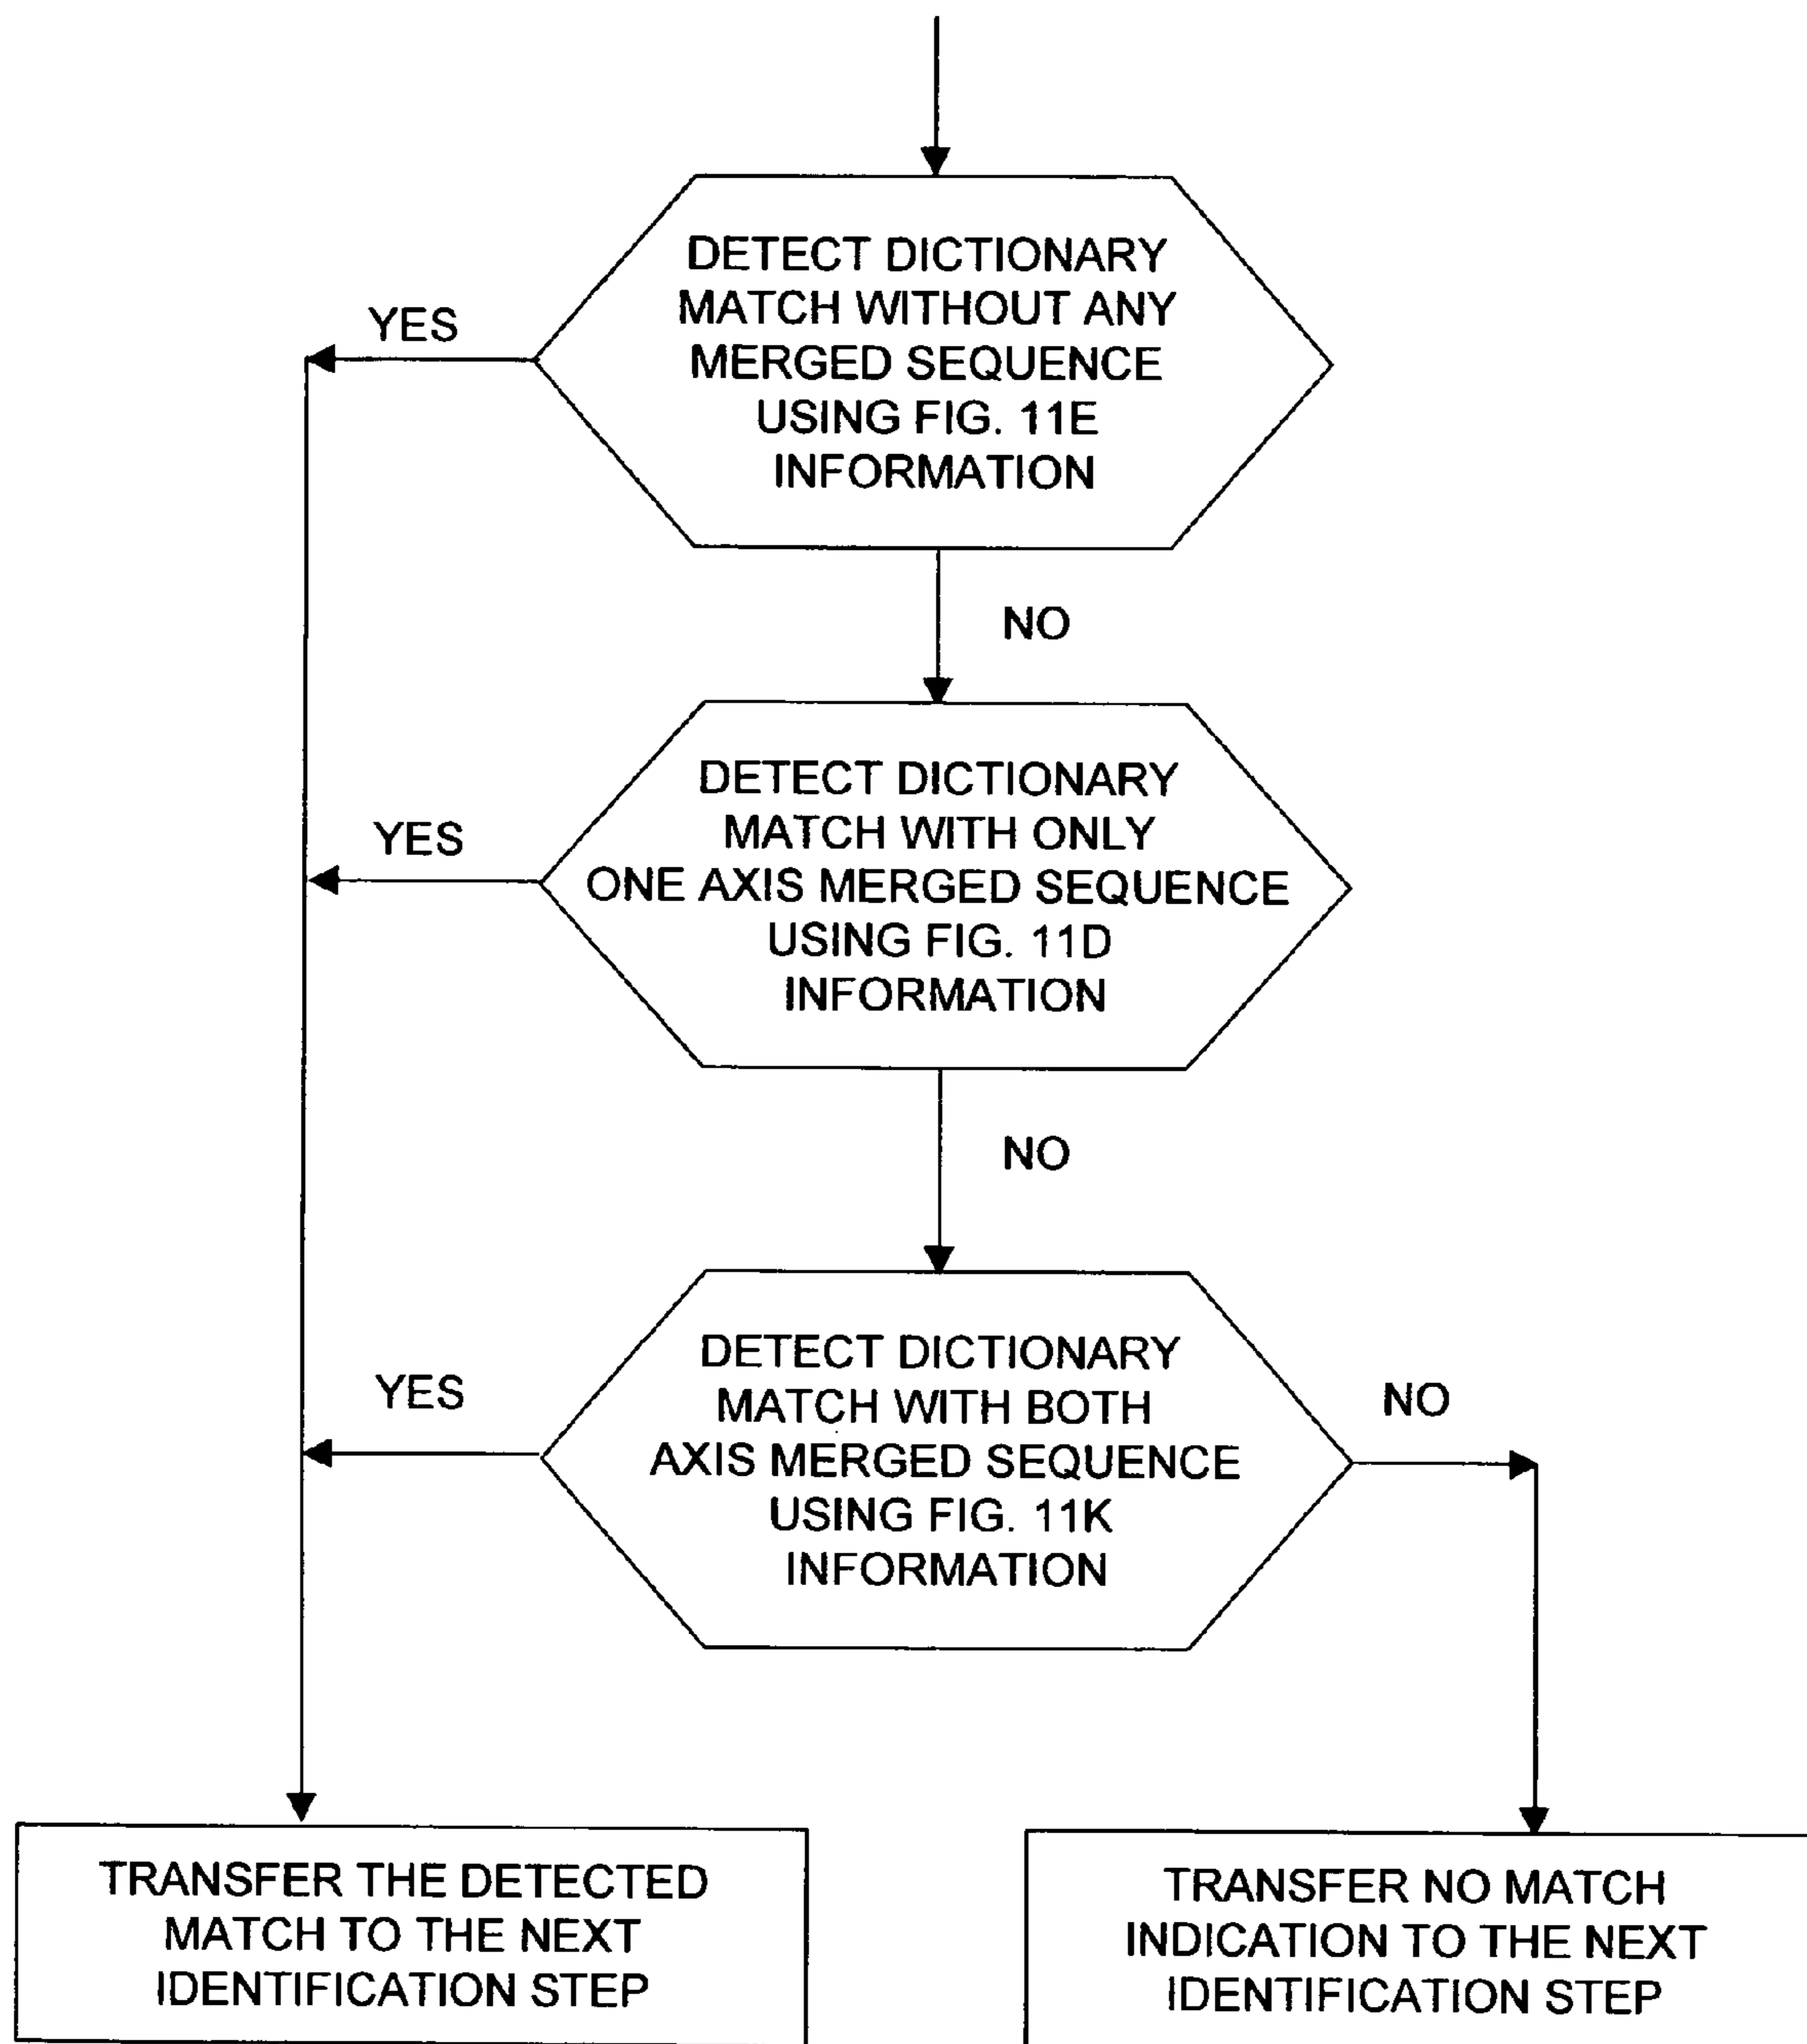 DETECT DICTIONARY
MATCH WITHOUT ANY
MERGED SEQUENCE
USING FIG. 11E
INFORMATION
YES
NO
DETECT DICTIONARY
MATCH WITH ONLY
ONE AXIS MERGED SEQUENCE
USING FIG. 11D
INFORMATION
YES
NO
DETECT DICTIONARY
MATCH WITH BOTH
AXIS MERGED SEQUENCE
USING FIG. 11K
INFORMATION
YES
NO
TRANSFER THE DETECTED
MATCH TO THE NEXT
IDENTIFICATION STEP
TRANSFER NO MATCH
INDICATION TO THE NEXT
IDENTIFICATION STEP